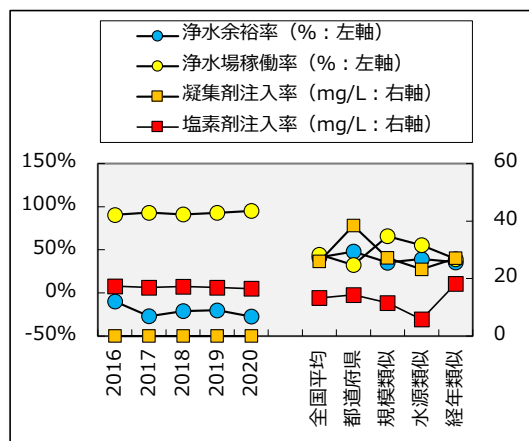 浄水余裕率（%：左軸）
浄水場稼働率（%：左軸）
凝集剤注入率（mg/L：右軸）
塩素剤注入率（mg/L：右軸）
150%
100%
50%
0%
-50%
60
40
20
0
2016
2017
2018
2019
2020
全国平均
都道府県
規模類似
水源類似
経年類似